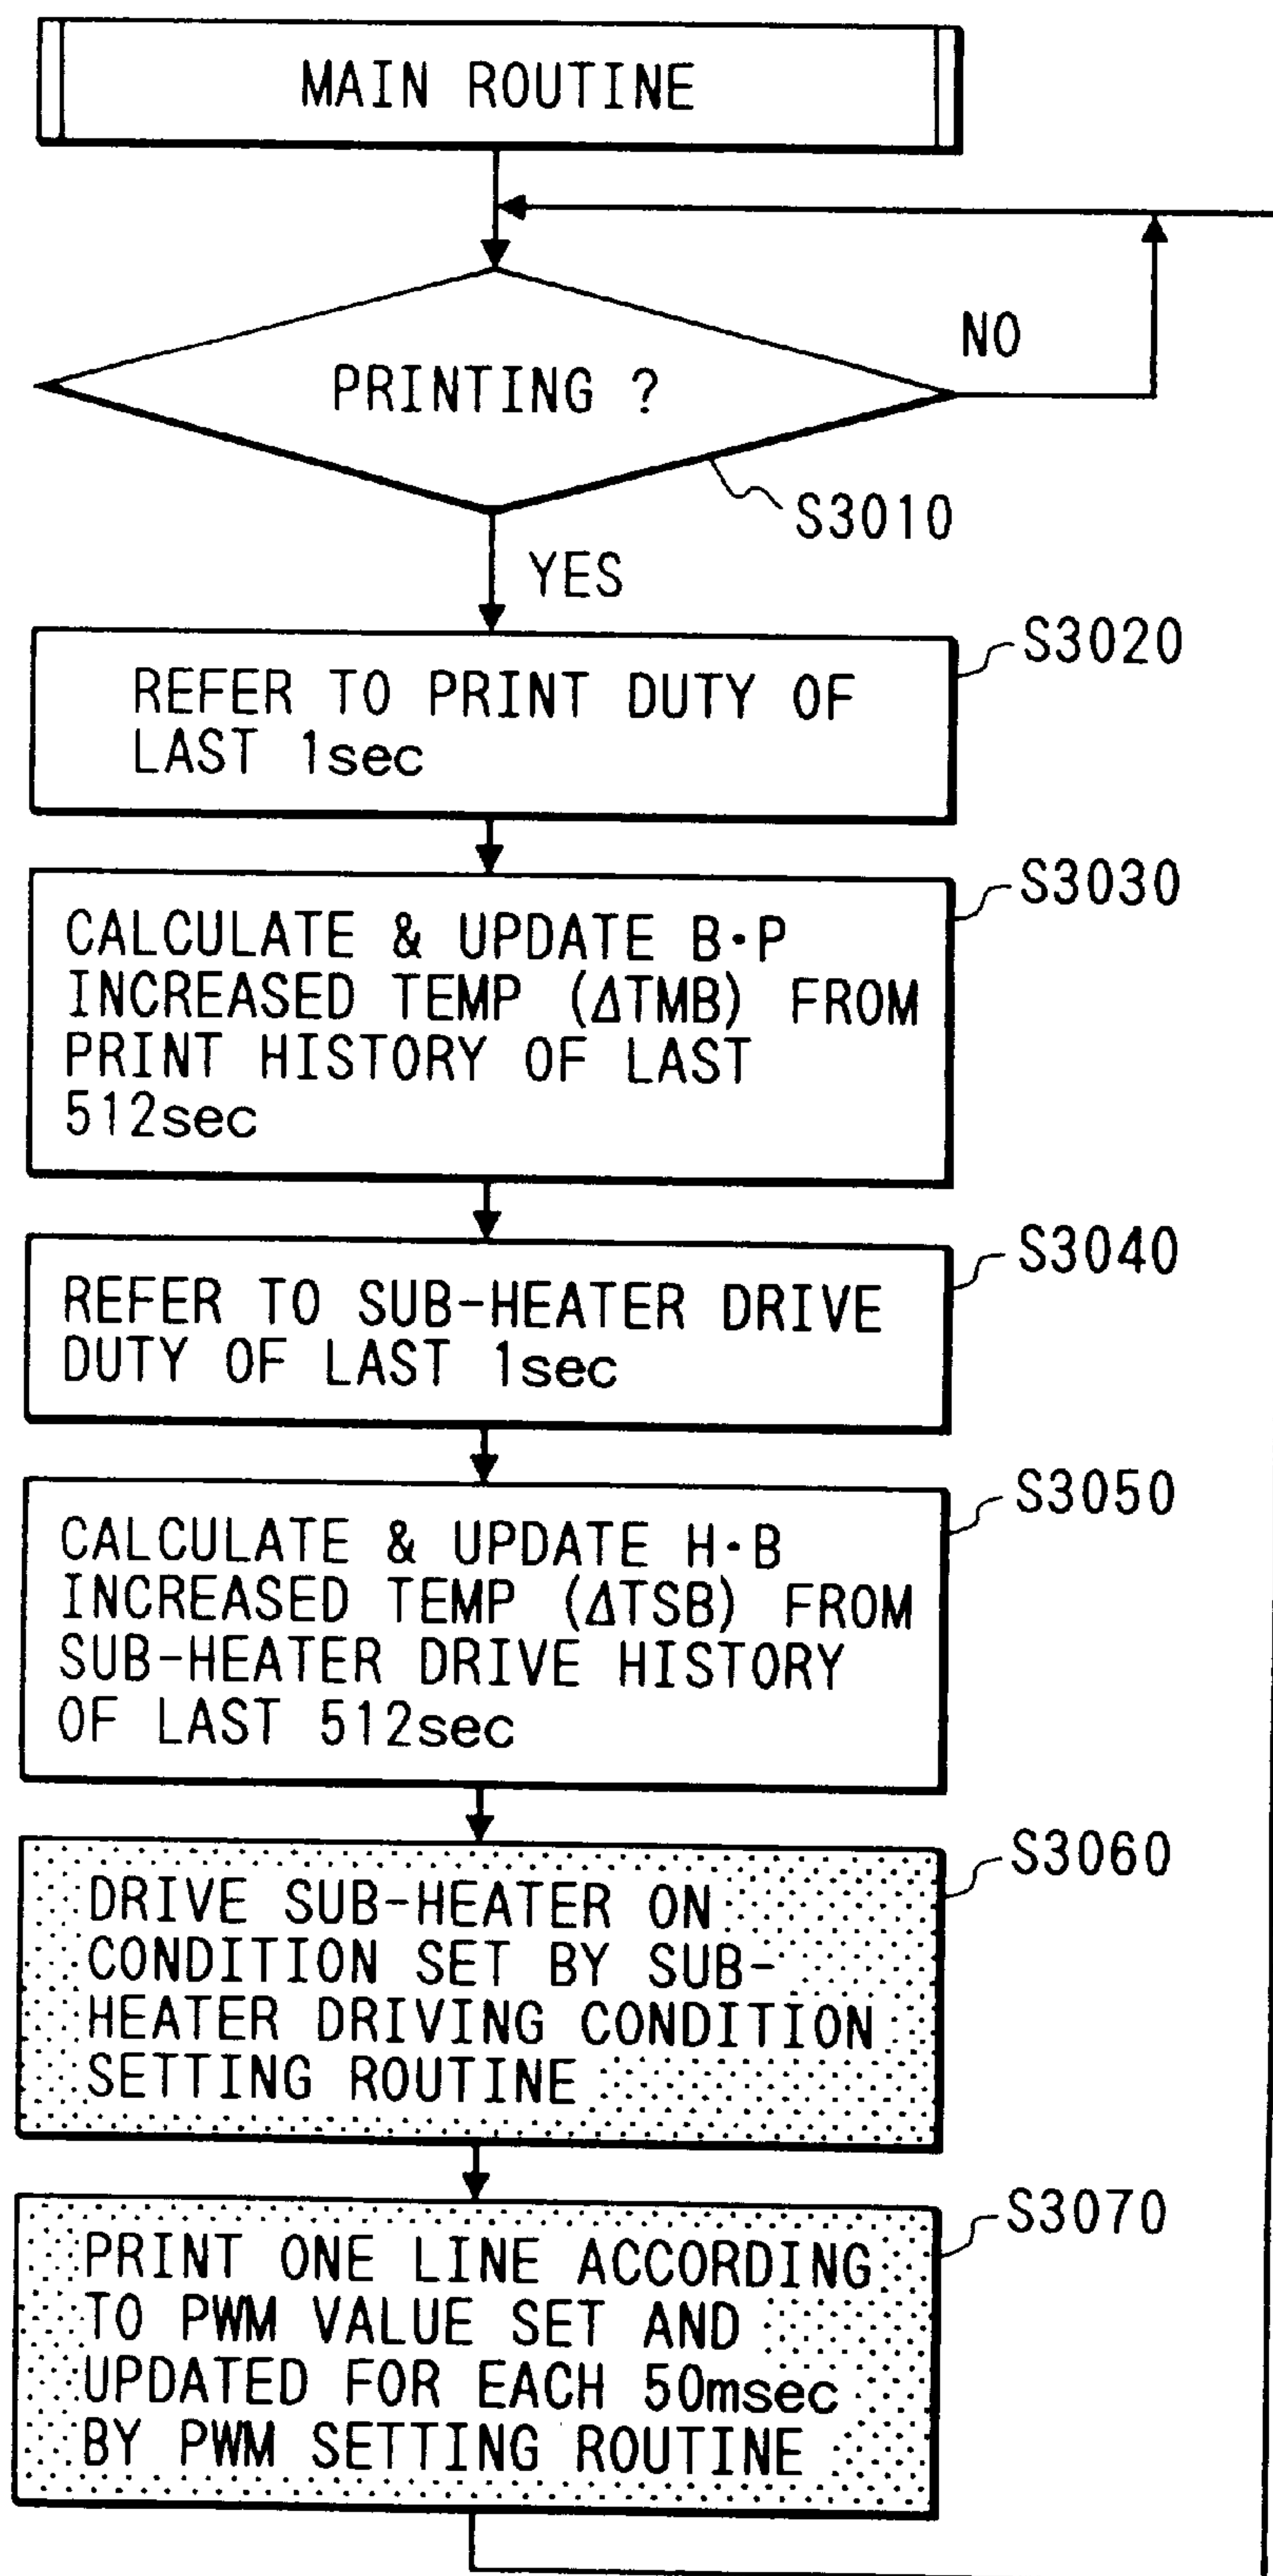 MAIN ROUTINE
NO
PRINTING ?
S3010
YES
S3020
REFER TO PRINT DUTY OF
LAST 1sec
S3030
CALCULATE & UPDATE B·P
INCREASED TEMP (ΔTMB) FROM
PRINT HISTORY OF LAST
512sec
S3040
REFER TO SUB-HEATER DRIVE
DUTY OF LAST 1sec
S3050
CALCULATE & UPDATE H·B
INCREASED TEMP (ΔTSB) FROM
SUB-HEATER DRIVE HISTORY
OF LAST 512sec
S3060
DRIVE SUB-HEATER ON
CONDITION SET BY SUB-
HEATER DRIVING CONDITION
SETTING ROUTINE
S3070
PRINT ONE LINE ACCORDING
TO PWM VALUE SET AND
UPDATED FOR EACH 50msec
BY PWM SETTING ROUTINE